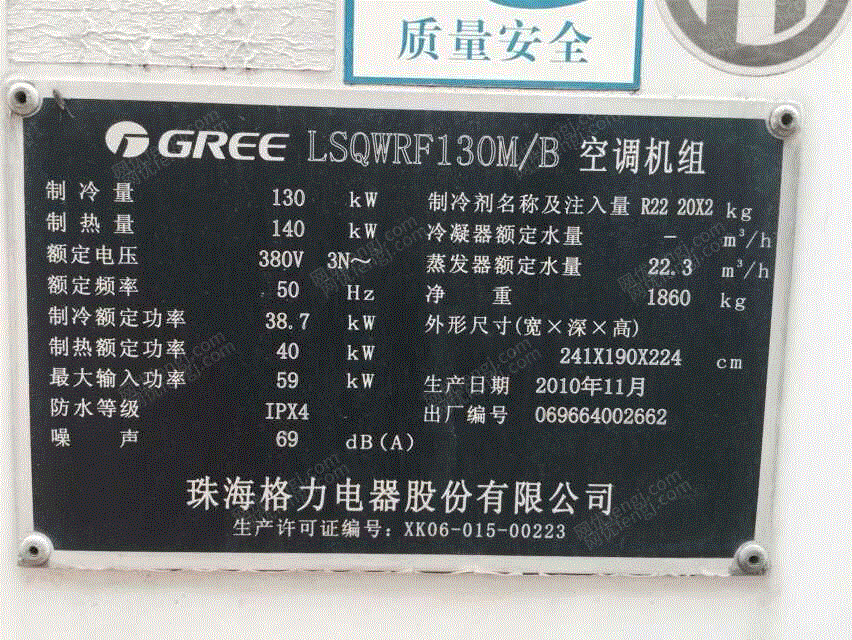 质量安全
GREE LSQWRF130M/B 空调机组
制冷量 130 kW
制热量 140 kW
额定电压 380V 3N～
额定频率 50 Hz
制冷额定功率 38.7 kW
制热额定功率 40 kW
最大输入功率 59 kW
防水等级 IPX4
噪声 69 dB(A)
制冷剂名称及注入量 R22 20X2 kg
冷凝器额定水量 - m³/h
蒸发器额定水量 22.3 m³/h
净重 1860 kg
外形尺寸(宽×深×高)
241X190X224 cm
生产日期 2010年11月
出厂编号 069664002662
珠海格力电器股份有限公司
生产许可证编号: XK06-015-00223